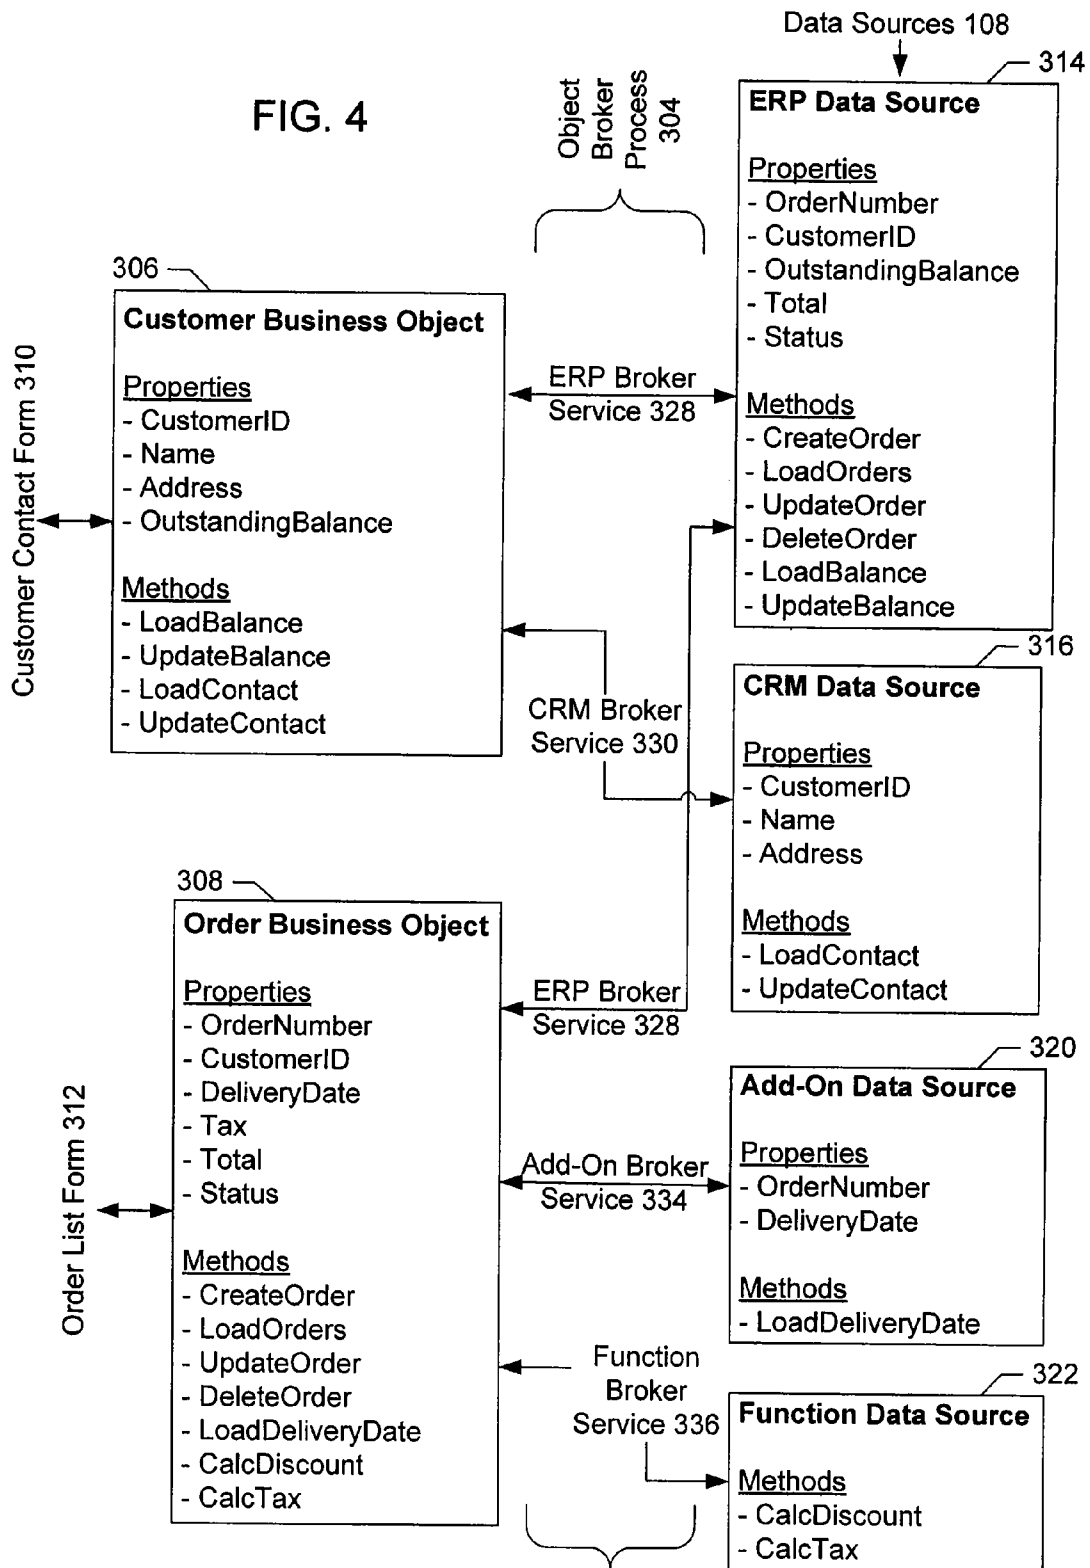 Data Sources 108
FIG. 4
Object
Broker
Process
304
314
ERP Data Source
Properties
- OrderNumber
- CustomerID
- OutstandingBalance
- Total
- Status
Methods
- CreateOrder
- LoadOrders
- UpdateOrder
- DeleteOrder
- LoadBalance
- UpdateBalance
306
Customer Business Object
Properties
- CustomerID
- Name
- Address
- OutstandingBalance
Methods
- LoadBalance
- UpdateBalance
- LoadContact
- UpdateContact
Customer Contact Form 310
ERP Broker
Service 328
CRM Broker
Service 330
316
CRM Data Source
Properties
- CustomerID
- Name
- Address
Methods
- LoadContact
- UpdateContact
308
Order Business Object
Properties
- OrderNumber
- CustomerID
- DeliveryDate
- Tax
- Total
- Status
Methods
- CreateOrder
- LoadOrders
- UpdateOrder
- DeleteOrder
- LoadDeliveryDate
- CalcDiscount
- CalcTax
Order List Form 312
ERP Broker
Service 328
Add-On Broker
Service 334
Function
Broker
Service 336
320
Add-On Data Source
Properties
- OrderNumber
- DeliveryDate
Methods
- LoadDeliveryDate
322
Function Data Source
Methods
- CalcDiscount
- CalcTax